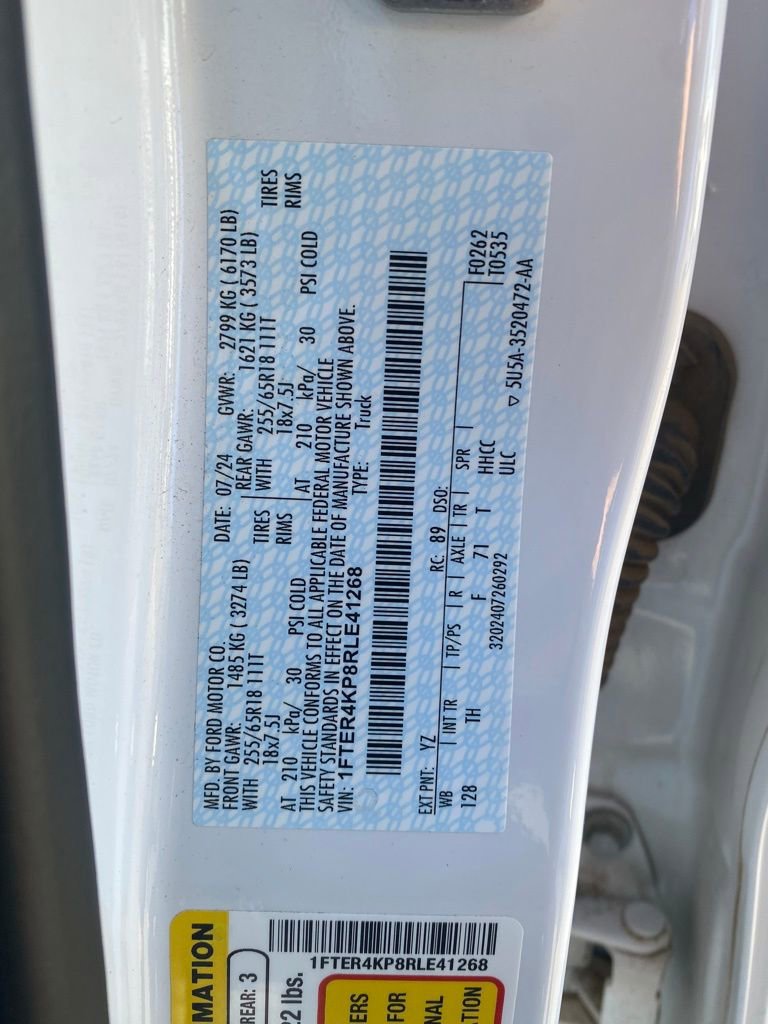 MFD. BY FORD MOTOR CO. DATE: 07/24 GVWR: 2799 KG ( 6170 LB)
FRONT GAWR: 1485 KG ( 3274 LB) REAR GAWR: 1621 KG ( 3573 LB)
WITH 255/65R18 111T TIRES WITH 255/65R18 111T TIRES
18x7.5J RIMS 18x7.5J RIMS
AT 210 kPa/ 30 PSI COLD AT 210 kPa/ 30 PSI COLD
THIS VEHICLE CONFORMS TO ALL APPLICABLE FEDERAL MOTOR VEHICLE
SAFETY STANDARDS IN EFFECT ON THE DATE OF MANUFACTURE SHOWN ABOVE.
VIN: 1FTER4KP8RLE41268 TYPE: Truck
EXT PNT: YZ RC: 89 DSO: F0262
WB | INT TR | TP/PS | R | AXLE | TR | SPR | T0535
128 TH F 71 T HHCC
3202407260292 ULC
▽ 5U5A-3520472-AA
MATION
REAR: 3
22 lbs.
1FTER4KP8RLE41268
ERS
FOR
NAL
TION